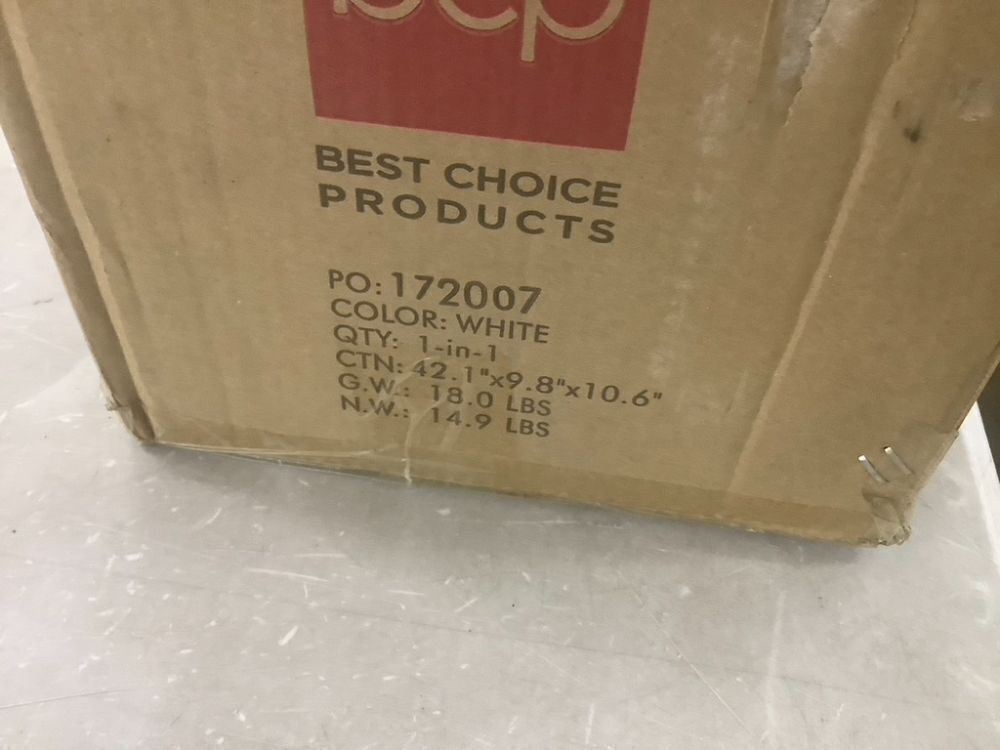 bcp
BEST CHOICE
PRODUCTS
PO: 172007
COLOR: WHITE
QTY: 1-in-1
CTN: 42.1"x9.8"x10.6"
G.W.: 18.0 LBS
N.W.: 14.9 LBS